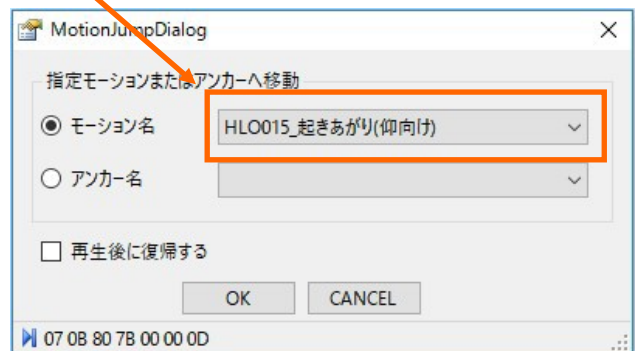 MotionJumpDialog
指定モーションまたはアンカーへ移動
モーション名 HLO015_起きあがり(仰向け)
アンカー名
再生後に復帰する
OK CANCEL
07 0B 80 7B 00 00 0D